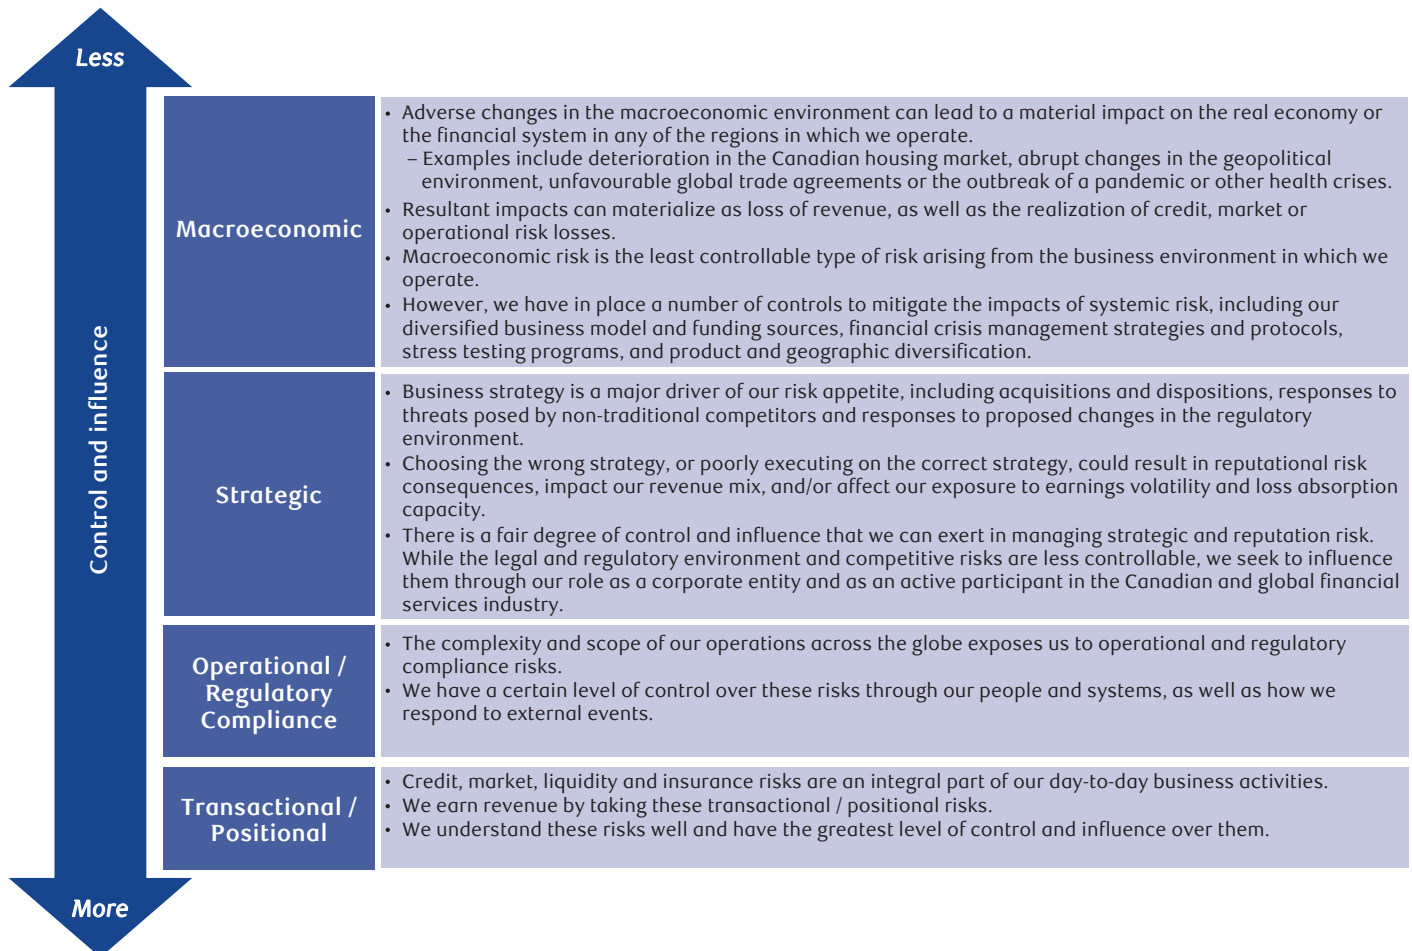 Less
Control and influence
Macroeconomic
• Adverse changes in the macroeconomic environment can lead to a material impact on the real economy or
the financial system in any of the regions in which we operate.
– Examples include deterioration in the Canadian housing market, abrupt changes in the geopolitical
environment, unfavourable global trade agreements or the outbreak of a pandemic or other health crises.
• Resultant impacts can materialize as loss of revenue, as well as the realization of credit, market or
operational risk losses.
• Macroeconomic risk is the least controllable type of risk arising from the business environment in which we
operate.
• However, we have in place a number of controls to mitigate the impacts of systemic risk, including our
diversified business model and funding sources, financial crisis management strategies and protocols,
stress testing programs, and product and geographic diversification.
Strategic
• Business strategy is a major driver of our risk appetite, including acquisitions and dispositions, responses to
threats posed by non-traditional competitors and responses to proposed changes in the regulatory
environment.
• Choosing the wrong strategy, or poorly executing on the correct strategy, could result in reputational risk
consequences, impact our revenue mix, and/or affect our exposure to earnings volatility and loss absorption
capacity.
• There is a fair degree of control and influence that we can exert in managing strategic and reputation risk.
While the legal and regulatory environment and competitive risks are less controllable, we seek to influence
them through our role as a corporate entity and as an active participant in the Canadian and global financial
services industry.
Operational /
Regulatory
Compliance
• The complexity and scope of our operations across the globe exposes us to operational and regulatory
compliance risks.
• We have a certain level of control over these risks through our people and systems, as well as how we
respond to external events.
Transactional /
Positional
• Credit, market, liquidity and insurance risks are an integral part of our day-to-day business activities.
• We earn revenue by taking these transactional / positional risks.
• We understand these risks well and have the greatest level of control and influence over them.
More